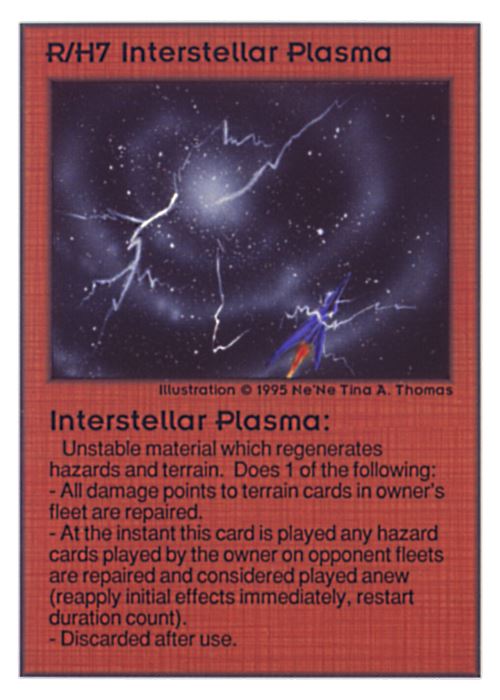 R/H7 Interstellar Plasma
Illustration © 1995 Ne'Ne Tina A. Thomas
Interstellar Plasma:
Unstable material which regenerates
hazards and terrain. Does 1 of the following:
- All damage points to terrain cards in owner's
fleet are repaired.
- At the instant this card is played any hazard
cards played by the owner on opponent fleets
are repaired and considered played anew
(reapply initial effects immediately, restart
duration count).
- Discarded after use.